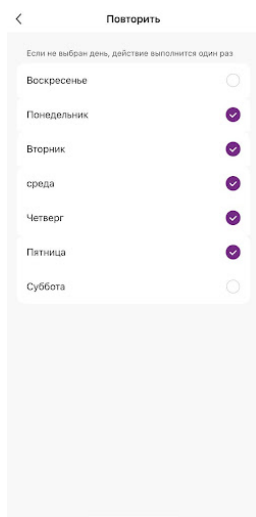 Повторить
Если не выбран день, действие выполнится один раз
Воскресенье
Понедельник
Вторник
среда
Четверг
Пятница
Суббота